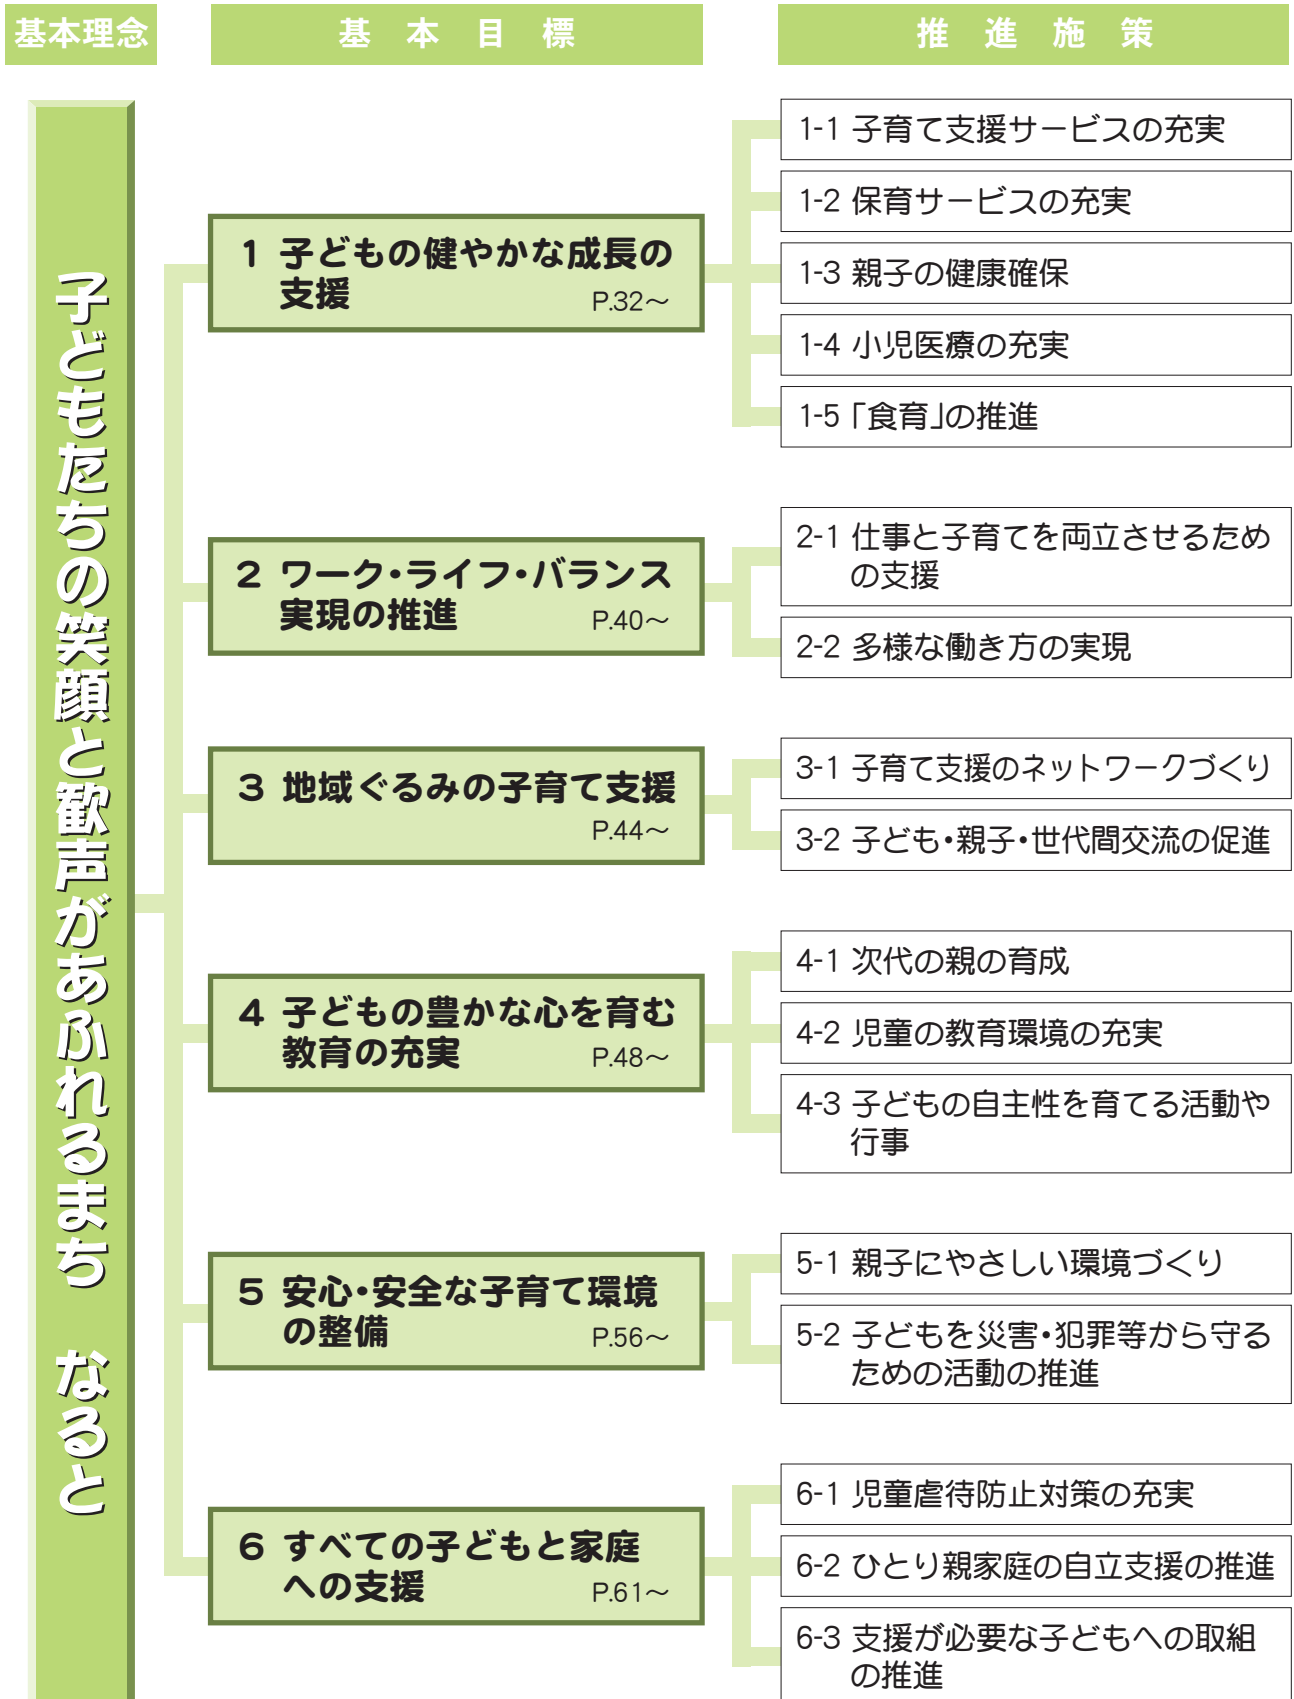 基本理念
基本目標
推進施策
子どもたちの笑顔と歓声があふれるまち　なると
1 子どもの健やかな成長の
支援 P.32～
1-1 子育て支援サービスの充実
1-2 保育サービスの充実
1-3 親子の健康確保
1-4 小児医療の充実
1-5 「食育」の推進
2 ワーク・ライフ・バランス
実現の推進 P.40～
2-1 仕事と子育てを両立させるため
の支援
2-2 多様な働き方の実現
3 地域ぐるみの子育て支援
P.44～
3-1 子育て支援のネットワークづくり
3-2 子ども・親子・世代間交流の促進
4 子どもの豊かな心を育む
教育の充実 P.48～
4-1 次代の親の育成
4-2 児童の教育環境の充実
4-3 子どもの自主性を育てる活動や
行事
5 安心・安全な子育て環境
の整備 P.56～
5-1 親子にやさしい環境づくり
5-2 子どもを災害・犯罪等から守る
ための活動の推進
6 すべての子どもと家庭
への支援 P.61～
6-1 児童虐待防止対策の充実
6-2 ひとり親家庭の自立支援の推進
6-3 支援が必要な子どもへの取組
の推進